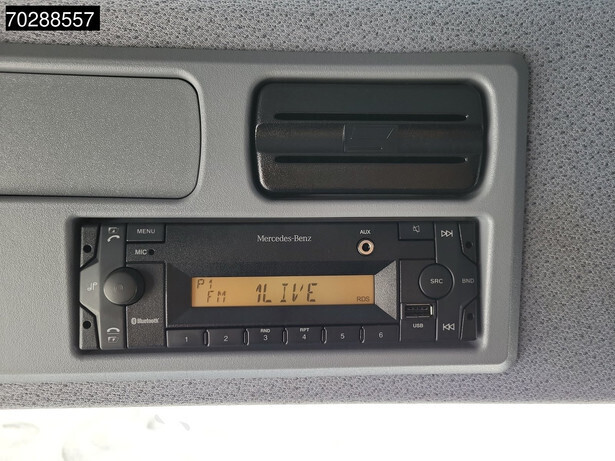 70288557
MENU
Mercedes-Benz
AUX
MIC
P1
FM 1LIVE RDS
SRC
BND
Bluetooth
USB
RND RPT
1 2 3 4 5 6